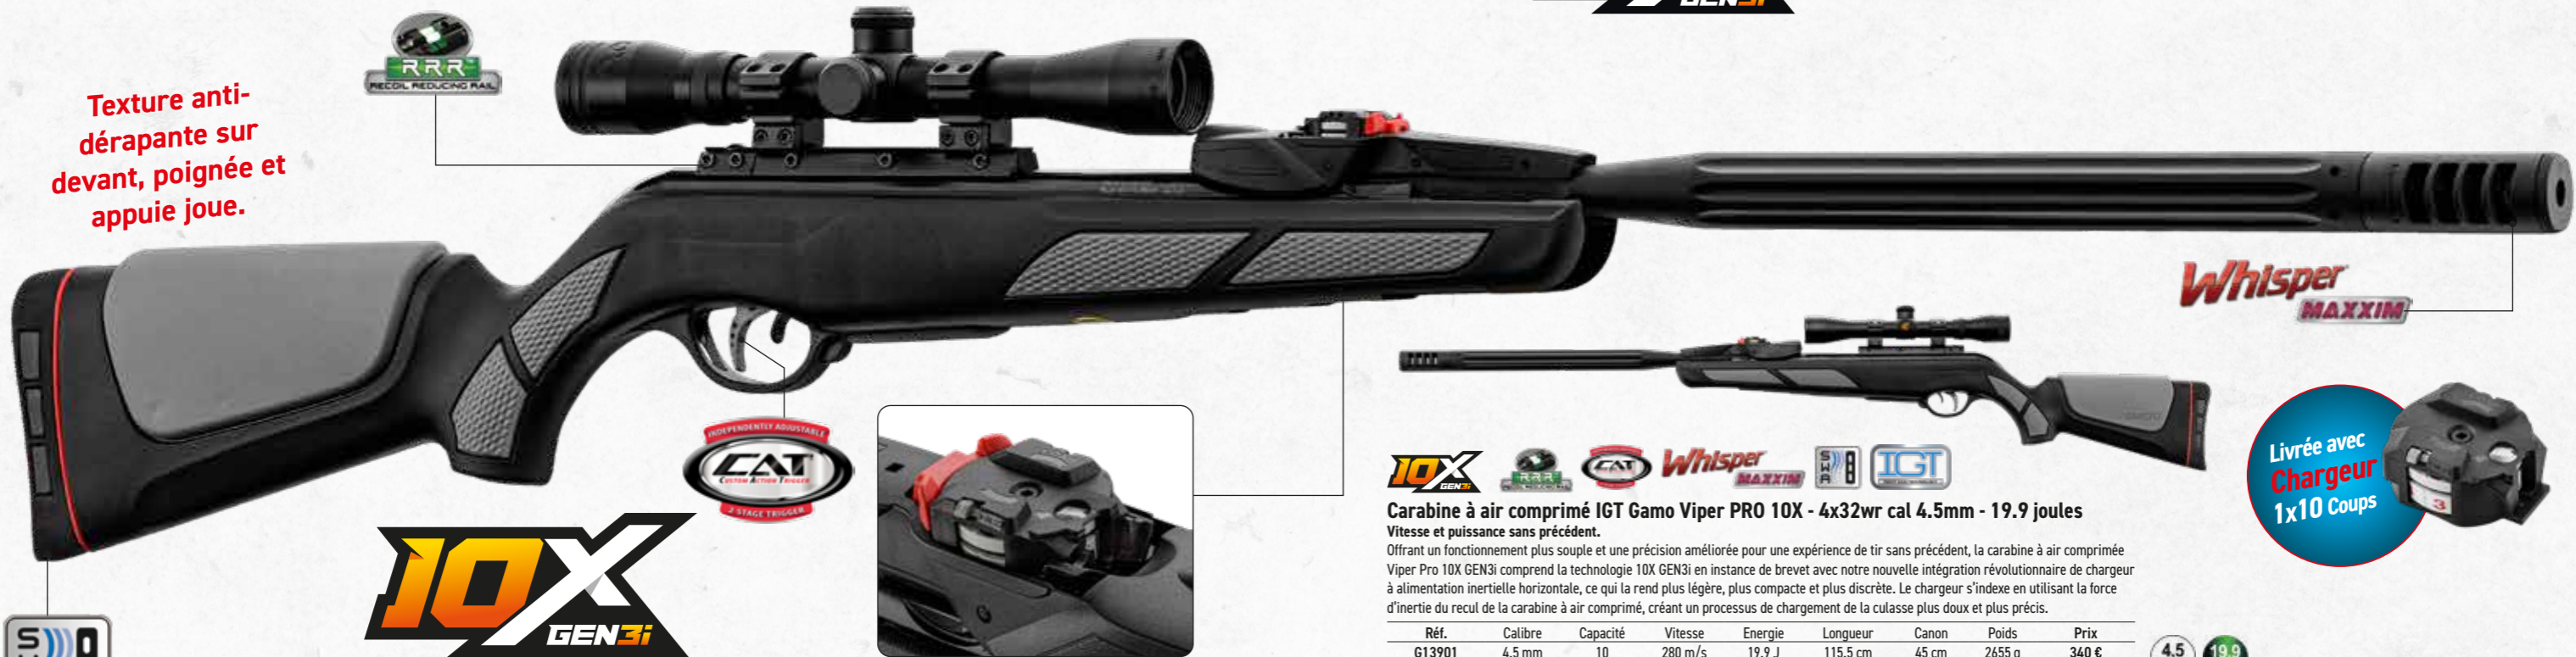 GEN3i
RRR
RECOIL REDUCING RAIL
Texture anti-
dérapante sur
devant, poignée et
appuie joue.
Whisper
MAXXIM
INDEPENDENTLY ADJUSTABLE
CAT
CUSTOM ACTION TRIGGER
2-STAGE TRIGGER
10X
GEN3i
Livrée avec
Chargeur
1x10 Coups
3
10X GEN3i RRR RECOIL REDUCING RAIL CAT Whisper MAXXIM SWA IGT
Carabine à air comprimé IGT Gamo Viper PRO 10X - 4x32wr cal 4.5mm - 19.9 joules
Vitesse et puissance sans précédent.
Offrant un fonctionnement plus souple et une précision améliorée pour une expérience de tir sans précédent, la carabine à air comprimée
Viper Pro 10X GEN3i comprend la technologie 10X GEN3i en instance de brevet avec notre nouvelle intégration révolutionnaire de chargeur
à alimentation inertielle horizontale, ce qui la rend plus légère, plus compacte et plus discrète. Le chargeur s'indexe en utilisant la force
d'inertie du recul de la carabine à air comprimé, créant un processus de chargement de la culasse plus doux et plus précis.
Réf. Calibre Capacité Vitesse Energie Longueur Canon Poids Prix
G13901 4.5 mm 10 280 m/s 19.9 J 115.5 cm 45 cm 2655 g 340 €
4.5 19.9
S